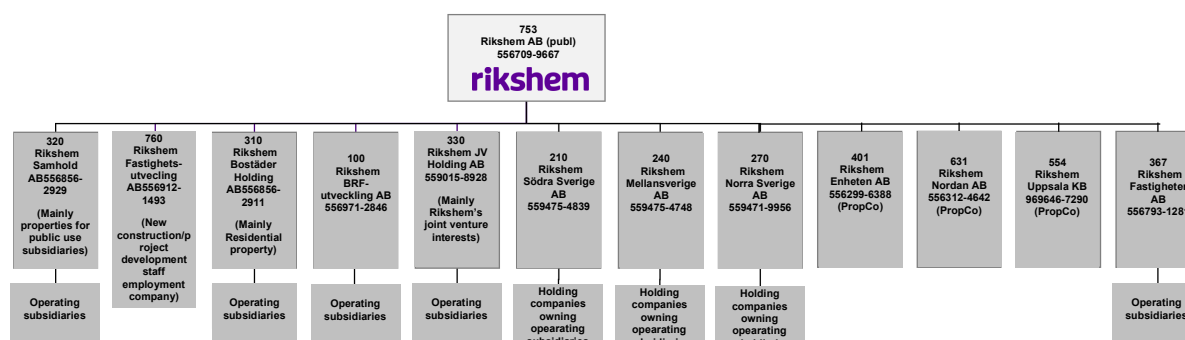 753
Rikshem AB (publ)
556709-9667
rikshem
320
Rikshem
Samhold
AB556856-
2929
(Mainly
properties for
public use
subsidiaries)
760
Rikshem
Fastighets-
utvecling
AB556912-
1493
(New
construction/p
roject
development
staff
employment
company)
310
Rikshem
Bostäder
Holding
AB556856-
2911
(Mainly
Residential
property)
100
Rikshem
BRF-
utveckling AB
556971-2846
330
Rikshem JV
Holding AB
559015-8928
(Mainly
Rikshem's
joint venture
interests)
210
Rikshem
Södra Sverige
AB
559475-4839
240
Rikshem
Mellansverige
AB
559475-4748
270
Rikshem
Norra Sverige
AB
559471-9956
401
Rikshem
Enheten AB
556299-6388
(PropCo)
631
Rikshem
Nordan AB
556312-4642
(PropCo)
554
Rikshem
Uppsala KB
969646-7290
(PropCo)
367
Rikshem
Fastigheter
AB
556793-128
Operating
subsidiaries
Operating
subsidiaries
Operating
subsidiaries
Operating
subsidiaries
Holding
companies
owning
opearating
Holding
companies
owning
opearating
Holding
companies
owning
opearating
Operating
subsidiaries